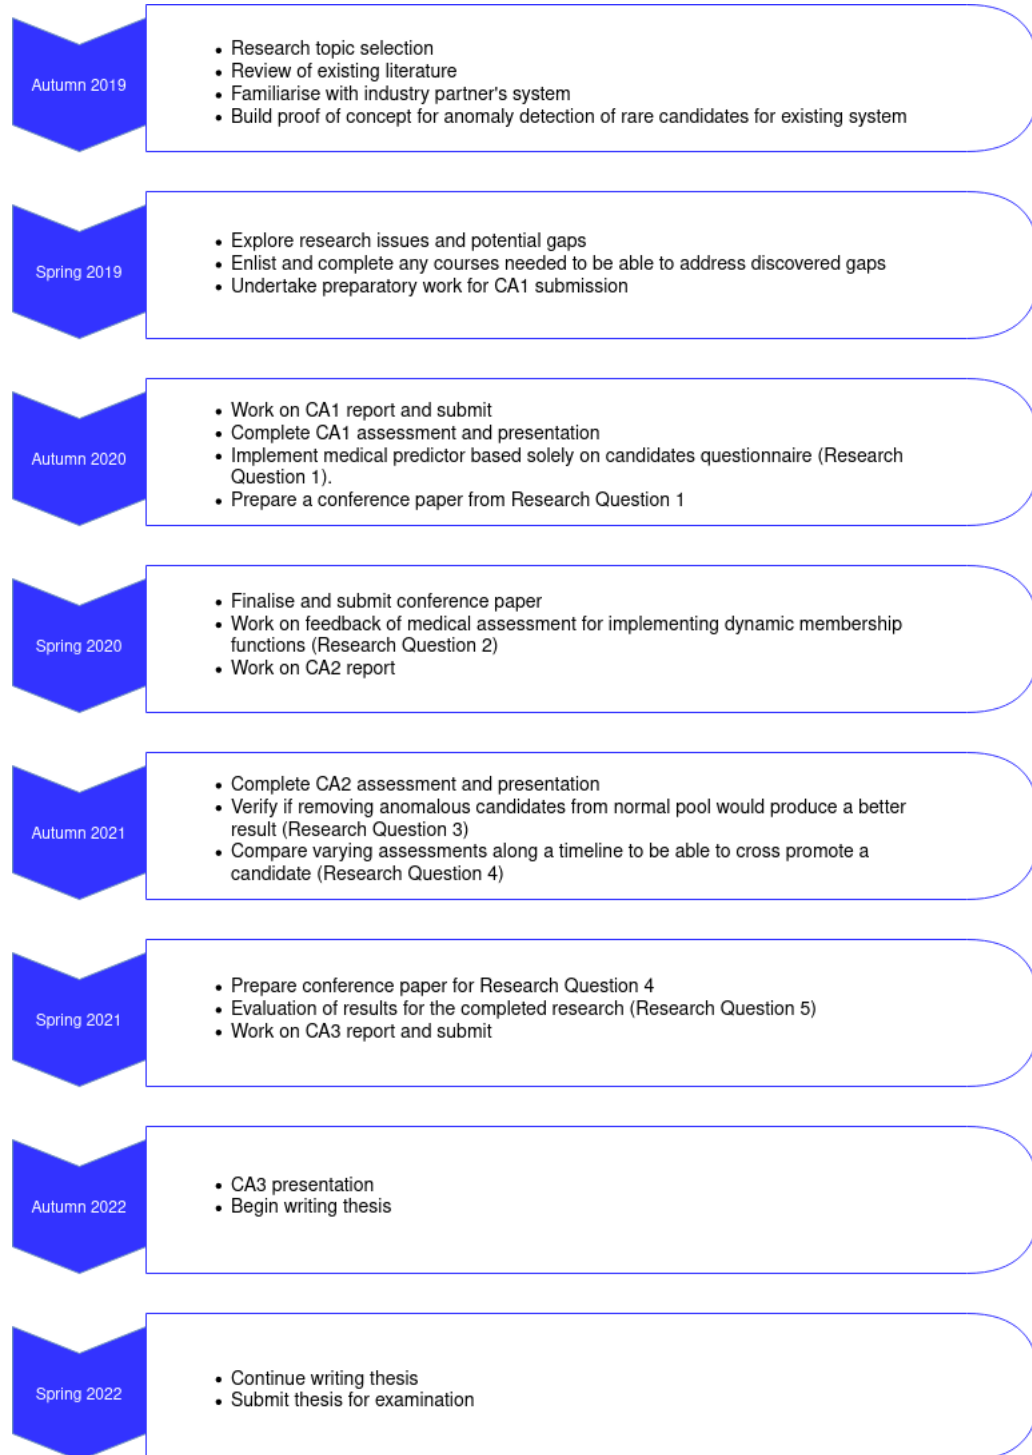 Autumn 2019
• Research topic selection
• Review of existing literature
• Familiarise with industry partner's system
• Build proof of concept for anomaly detection of rare candidates for existing system
Spring 2019
• Explore research issues and potential gaps
• Enlist and complete any courses needed to be able to address discovered gaps
• Undertake preparatory work for CA1 submission
Autumn 2020
• Work on CA1 report and submit
• Complete CA1 assessment and presentation
• Implement medical predictor based solely on candidates questionnaire (Research
Question 1).
• Prepare a conference paper from Research Question 1
Spring 2020
• Finalise and submit conference paper
• Work on feedback of medical assessment for implementing dynamic membership
functions (Research Question 2)
• Work on CA2 report
Autumn 2021
• Complete CA2 assessment and presentation
• Verify if removing anomalous candidates from normal pool would produce a better
result (Research Question 3)
• Compare varying assessments along a timeline to be able to cross promote a
candidate (Research Question 4)
Spring 2021
• Prepare conference paper for Research Question 4
• Evaluation of results for the completed research (Research Question 5)
• Work on CA3 report and submit
Autumn 2022
• CA3 presentation
• Begin writing thesis
Spring 2022
• Continue writing thesis
• Submit thesis for examination